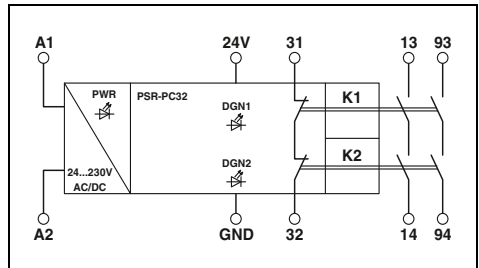 A1 24V 31 13 93
PWR PSR-PC32 K1
DGN1
K2
DGN2
24...230V
AC/DC
A2 GND 32 14 94